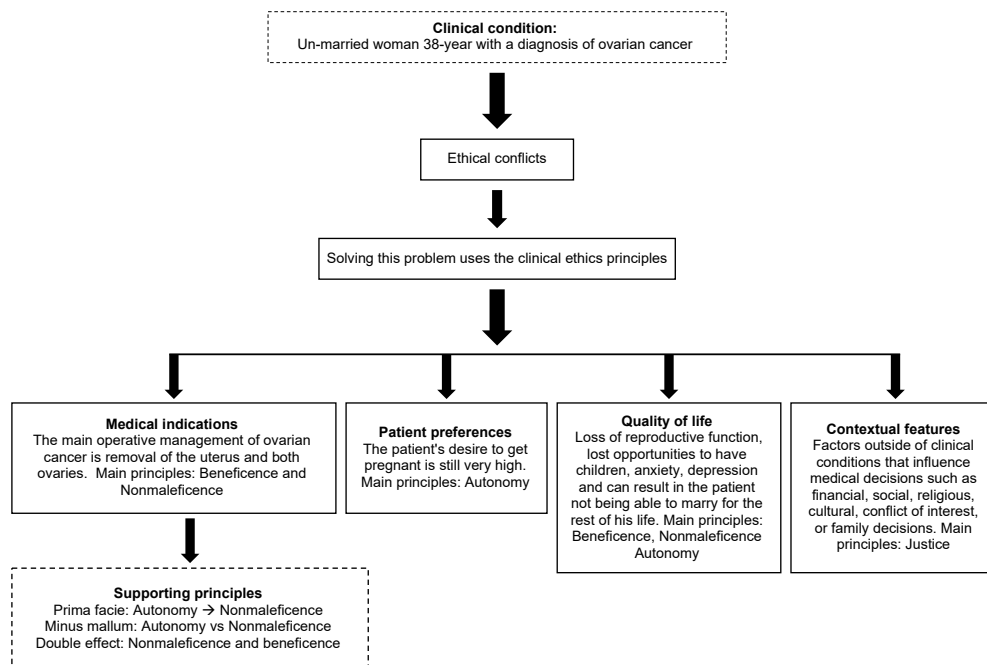 Clinical condition:
Un-married woman 38-year with a diagnosis of ovarian cancer
Ethical conflicts
Solving this problem uses the clinical ethics principles
Medical indications
The main operative management of ovarian
cancer is removal of the uterus and both
ovaries. Main principles: Beneficence and
Nonmaleficence
Patient preferences
The patient's desire to get
pregnant is still very high.
Main principles: Autonomy
Quality of life
Loss of reproductive function,
lost opportunities to have
children, anxiety, depression
and can result in the patient
not being able to marry for the
rest of his life. Main principles:
Beneficence, Nonmaleficence
Autonomy
Contextual features
Factors outside of clinical
conditions that influence
medical decisions such as
financial, social, religious,
cultural, conflict of interest,
or family decisions. Main
principles: Justice
Supporting principles
Prima facie: Autonomy → Nonmaleficence
Minus mallum: Autonomy vs Nonmaleficence
Double effect: Nonmaleficence and beneficence